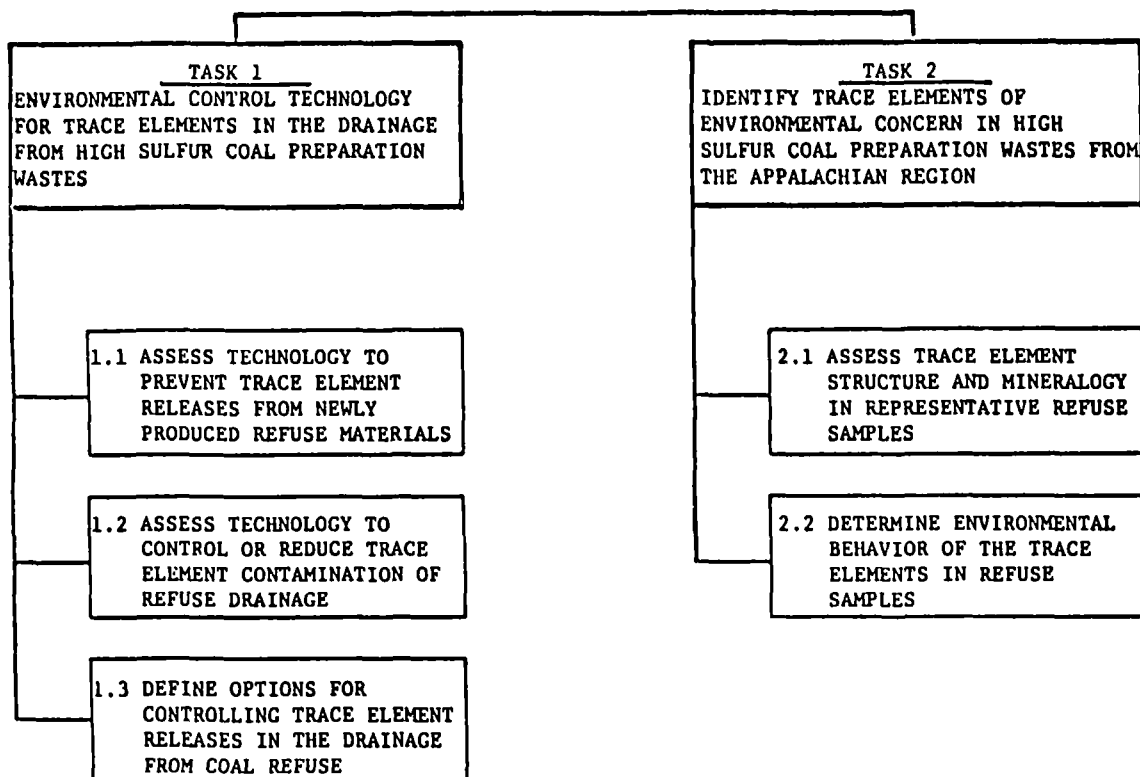 TASK 1
ENVIRONMENTAL CONTROL TECHNOLOGY
FOR TRACE ELEMENTS IN THE DRAINAGE
FROM HIGH SULFUR COAL PREPARATION
WASTES
1.1 ASSESS TECHNOLOGY TO
PREVENT TRACE ELEMENT
RELEASES FROM NEWLY
PRODUCED REFUSE MATERIALS
1.2 ASSESS TECHNOLOGY TO
CONTROL OR REDUCE TRACE
ELEMENT CONTAMINATION OF
REFUSE DRAINAGE
1.3 DEFINE OPTIONS FOR
CONTROLLING TRACE ELEMENT
RELEASES IN THE DRAINAGE
FROM COAL REFUSE
TASK 2
IDENTIFY TRACE ELEMENTS OF
ENVIRONMENTAL CONCERN IN HIGH
SULFUR COAL PREPARATION WASTES FROM
THE APPALACHIAN REGION
2.1 ASSESS TRACE ELEMENT
STRUCTURE AND MINERALOGY
IN REPRESENTATIVE REFUSE
SAMPLES
2.2 DETERMINE ENVIRONMENTAL
BEHAVIOR OF THE TRACE
ELEMENTS IN REFUSE
SAMPLES